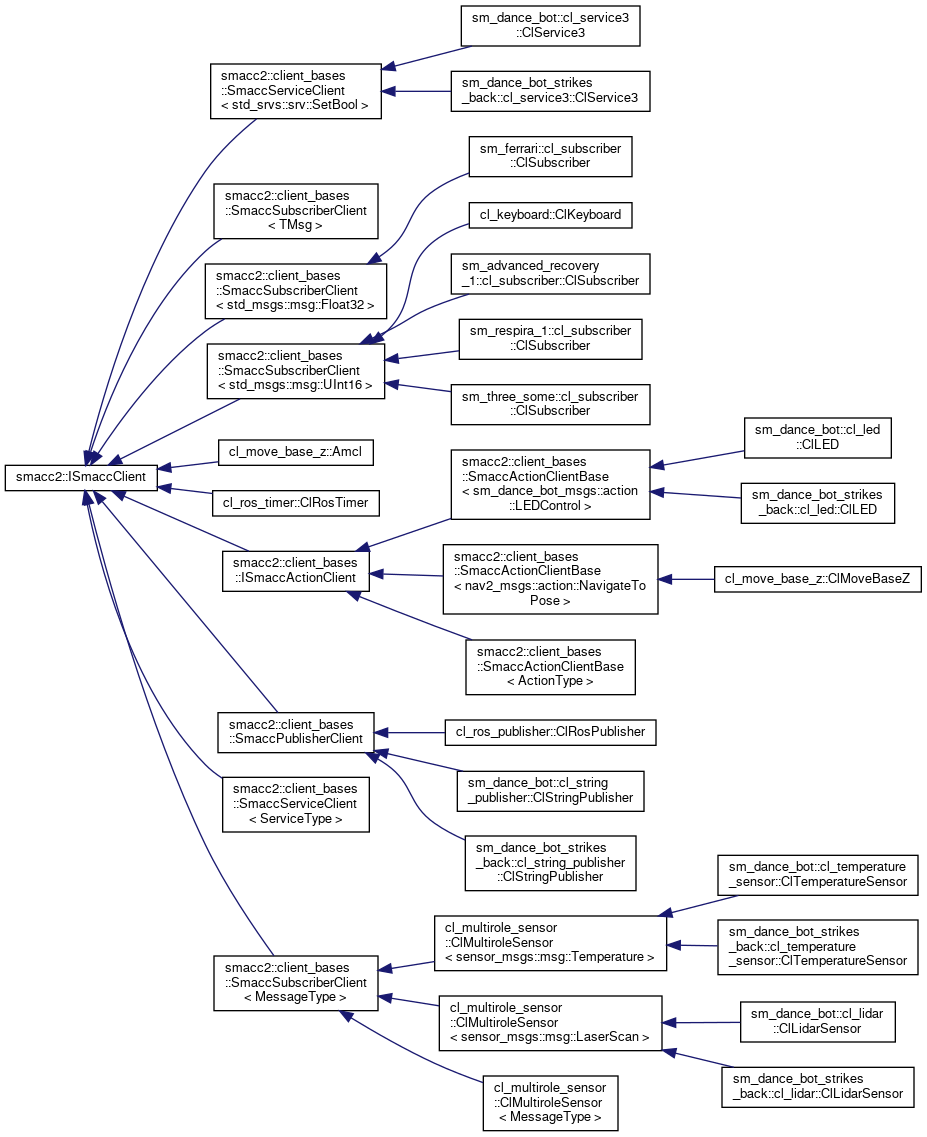 sm_dance_bot::cl_service3
::ClService3
smacc2::client_bases
::SmaccServiceClient
< std_srvs::srv::SetBool >
sm_dance_bot_strikes
_back::cl_service3::ClService3
sm_ferrari::cl_subscriber
::ClSubscriber
smacc2::client_bases
::SmaccSubscriberClient
< TMsg >
cl_keyboard::ClKeyboard
smacc2::client_bases
::SmaccSubscriberClient
< std_msgs::msg::Float32 >
sm_advanced_recovery
_1::cl_subscriber::ClSubscriber
sm_respira_1::cl_subscriber
::ClSubscriber
smacc2::client_bases
::SmaccSubscriberClient
< std_msgs::msg::UInt16 >
sm_three_some::cl_subscriber
::ClSubscriber
sm_dance_bot::cl_led
::ClLED
cl_move_base_z::Amcl
smacc2::ISmaccClient
smacc2::client_bases
::SmaccActionClientBase
< sm_dance_bot_msgs::action
::LEDControl >
sm_dance_bot_strikes
_back::cl_led::ClLED
cl_ros_timer::ClRosTimer
smacc2::client_bases
::ISmaccActionClient
smacc2::client_bases
::SmaccActionClientBase
< nav2_msgs::action::NavigateTo
Pose >
cl_move_base_z::ClMoveBaseZ
smacc2::client_bases
::SmaccActionClientBase
< ActionType >
smacc2::client_bases
::SmaccPublisherClient
cl_ros_publisher::ClRosPublisher
sm_dance_bot::cl_string
_publisher::ClStringPublisher
smacc2::client_bases
::SmaccServiceClient
< ServiceType >
sm_dance_bot_strikes
_back::cl_string_publisher
::ClStringPublisher
sm_dance_bot::cl_temperature
_sensor::ClTemperatureSensor
cl_multirole_sensor
::ClMultiroleSensor
< sensor_msgs::msg::Temperature >
sm_dance_bot_strikes
_back::cl_temperature
_sensor::ClTemperatureSensor
smacc2::client_bases
::SmaccSubscriberClient
< MessageType >
cl_multirole_sensor
::ClMultiroleSensor
< sensor_msgs::msg::LaserScan >
sm_dance_bot::cl_lidar
::ClLidarSensor
sm_dance_bot_strikes
_back::cl_lidar::ClLidarSensor
cl_multirole_sensor
::ClMultiroleSensor
< MessageType >